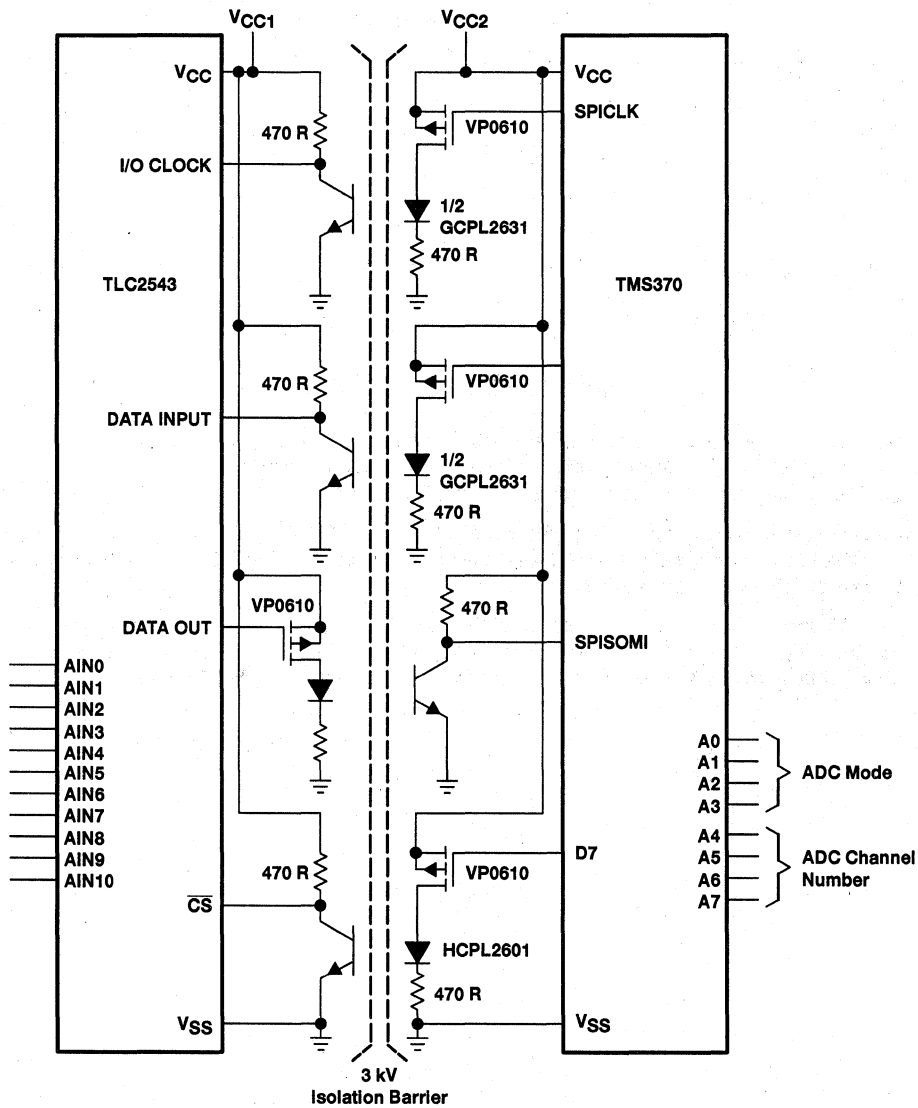 VCC1
VCC2
VCC
VCC
SPICLK
470 R
VP0610
I/O CLOCK
1/2
GCPL2631
470 R
TLC2543
TMS370
470 R
VP0610
DATA INPUT
1/2
GCPL2631
470 R
VP0610
470 R
DATA OUT
SPISOMI
AIN0
AIN1
AIN2
AIN3
AIN4
AIN5
AIN6
AIN7
AIN8
AIN9
AIN10
A0
A1
A2
A3
ADC Mode
A4
A5
A6
A7
ADC Channel
Number
D7
470 R
VP0610
CS
HCPL2601
470 R
VSS
VSS
3 kV
Isolation Barrier